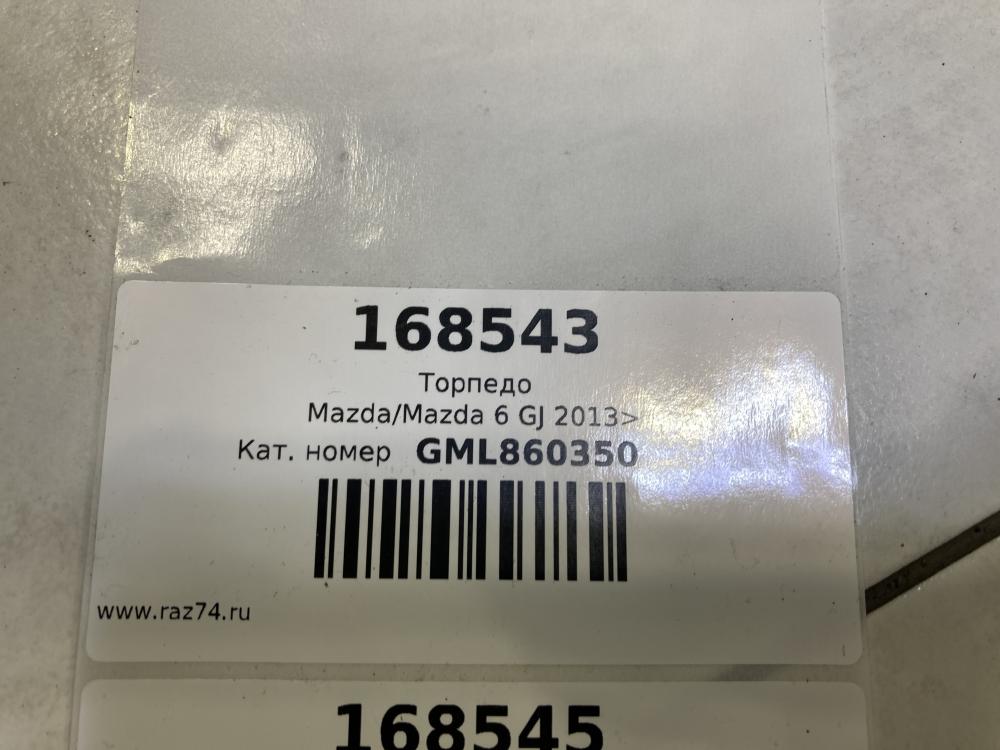 168543
Торпедо
Mazda/Mazda 6 GJ 2013>
Кат. номер GML860350
www.raz74.ru
168545